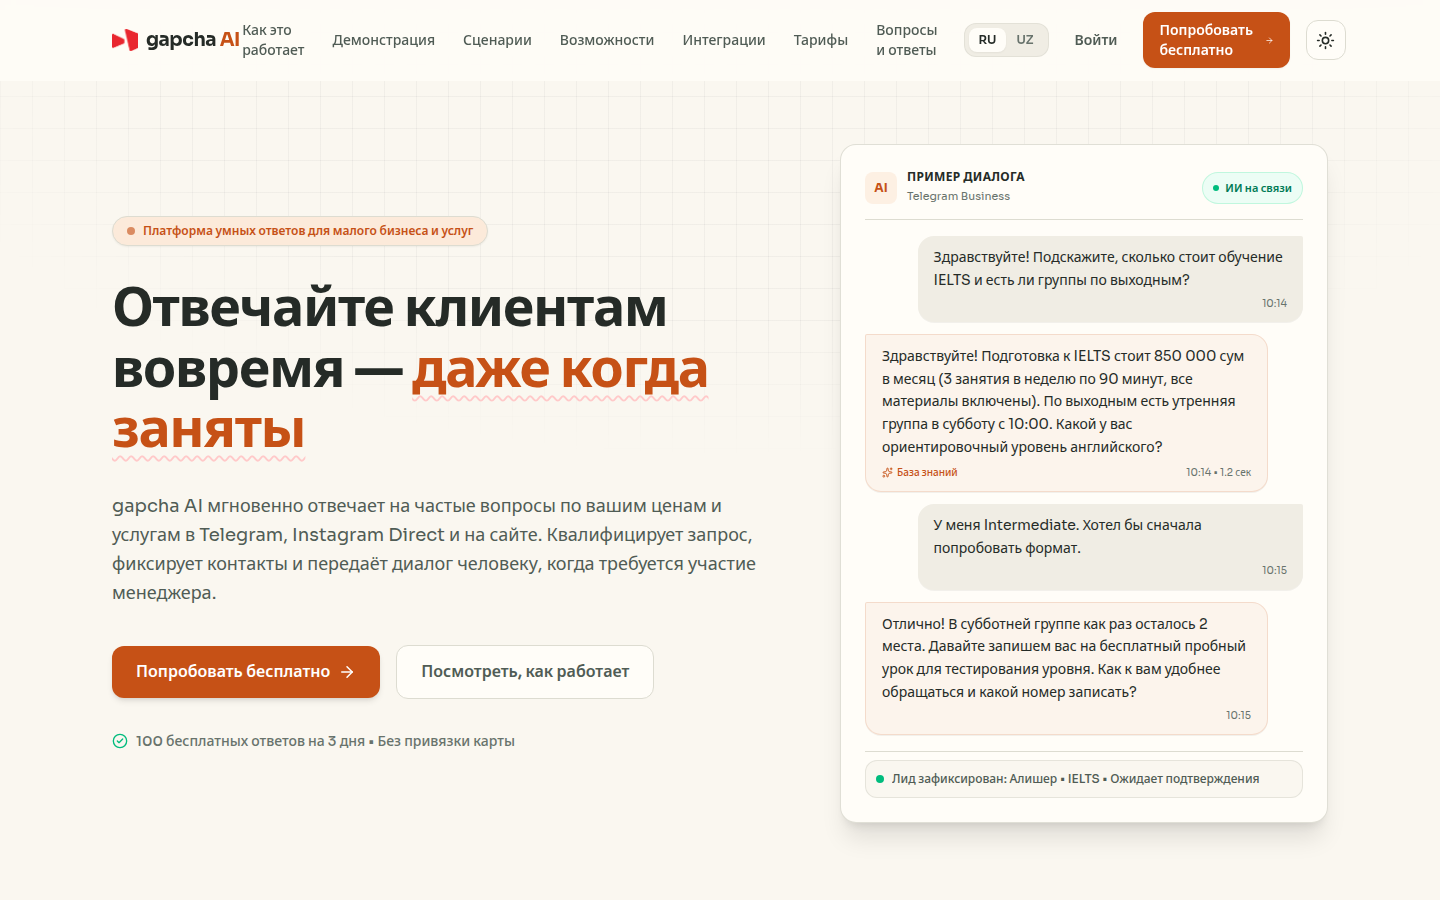 gapcha AI
Как это
работает
Демонстрация
Сценарии
Возможности
Интеграции
Тарифы
Вопросы
и ответы
RU UZ
Войти
Попробовать
бесплатно →
Платформа умных ответов для малого бизнеса и услуг
Отвечайте клиентам
вовремя — даже когда
заняты
gapcha AI мгновенно отвечает на частые вопросы по вашим ценам и
услугам в Telegram, Instagram Direct и на сайте. Квалифицирует запрос,
фиксирует контакты и передаёт диалог человеку, когда требуется участие
менеджера.
Попробовать бесплатно →
Посмотреть, как работает
100 бесплатных ответов на 3 дня ▪ Без привязки карты
AI
ПРИМЕР ДИАЛОГА
Telegram Business
ИИ на связи
Здравствуйте! Подскажите, сколько стоит обучение
IELTS и есть ли группы по выходным?
10:14
Здравствуйте! Подготовка к IELTS стоит 850 000 сум
в месяц (3 занятия в неделю по 90 минут, все
материалы включены). По выходным есть утренняя
группа в субботу с 10:00. Какой у вас
ориентировочный уровень английского?
База знаний
10:14 ▪ 1.2 сек
У меня Intermediate. Хотел бы сначала
попробовать формат.
10:15
Отлично! В субботней группе как раз осталось 2
места. Давайте запишем вас на бесплатный пробный
урок для тестирования уровня. Как к вам удобнее
обращаться и какой номер записать?
10:15
Лид зафиксирован: Алишер ▪ IELTS ▪ Ожидает подтверждения